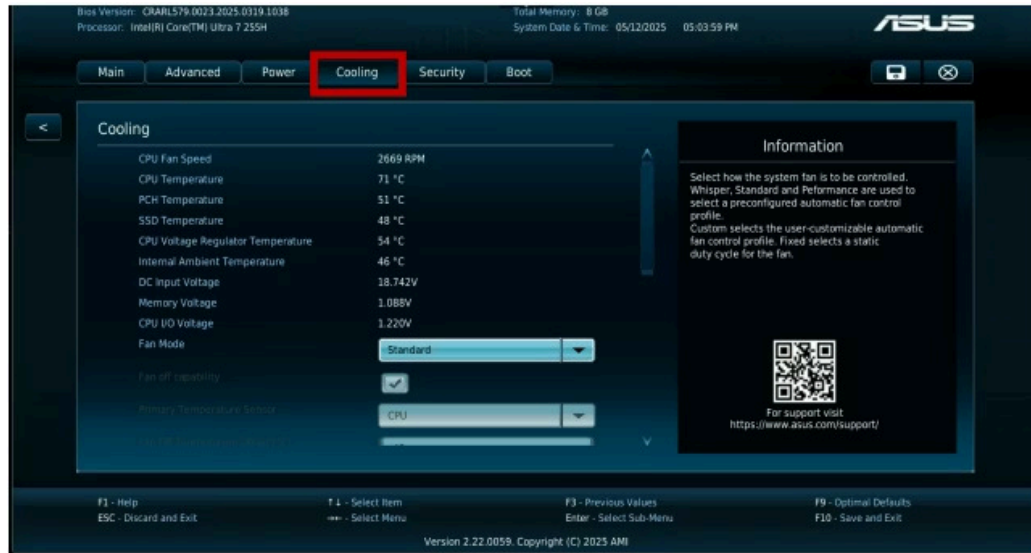 Bios Version: CRARL579.0023.2025.0319.1038
Total Memory: 8 GB
Processor: Intel(R) Core(TM) Ultra 7 255H
System Date & Time: 05/12/2025 05:03:59 PM
ASUS
Main Advanced Power Cooling Security Boot
<
Cooling
CPU Fan Speed 2669 RPM
CPU Temperature 71 °C
PCH Temperature 51 °C
SSD Temperature 48 °C
CPU Voltage Regulator Temperature 54 °C
Internal Ambient Temperature 46 °C
DC Input Voltage 18.742V
Memory Voltage 1.088V
CPU I/O Voltage 1.220V
Fan Mode Standard
Fan off capability
Primary Temperature Sensor CPU
Information
Select how the system fan is to be controlled.
Whisper, Standard and Peformance are used to
select a preconfigured automatic fan control
profile.
Custom selects the user-customizable automatic
fan control profile. Fixed selects a static
duty cycle for the fan.
For support visit
https://www.asus.com/support/
F1 - Help
↑↓ - Select Item
F3 - Previous Values
F9 - Optimal Defaults
ESC - Discard and Exit
→← - Select Menu
Enter - Select Sub-Menu
F10 - Save and Exit
Version 2.22.0059. Copyright (C) 2025 AMI